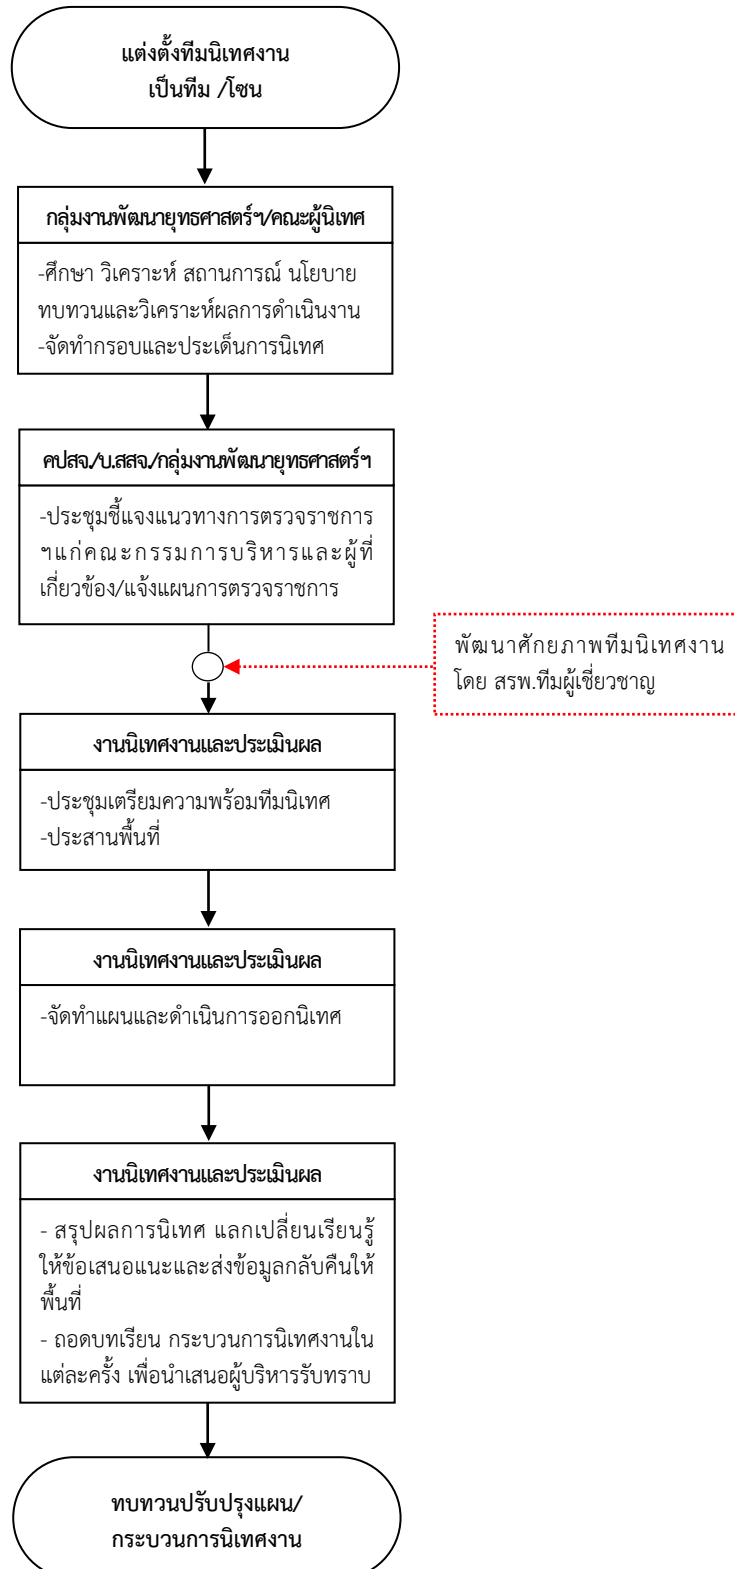 แต่งตั้งทีมนิเทศงาน
เป็นทีม /โซน
กลุ่มงานพัฒนายุทธศาสตร์ฯ/คณะผู้นิเทศ
-ศึกษา วิเคราะห์ สถานการณ์ นโยบาย
ทบทวนและวิเคราะห์ผลการดำเนินงาน
-จัดทำกรอบและประเด็นการนิเทศ
คปสจ./บ.สสจ./กลุ่มงานพัฒนายุทธศาสตร์ฯ
-ประชุมชี้แจงแนวทางการตรวจราชการ
ฯแก่คณะกรรมการบริหารและผู้ที่
เกี่ยวข้อง/แจ้งแผนการตรวจราชการ
พัฒนาศักยภาพทีมนิเทศงาน
โดย สรพ.ทีมผู้เชี่ยวชาญ
งานนิเทศงานและประเมินผล
-ประชุมเตรียมความพร้อมทีมนิเทศ
-ประสานพื้นที่
งานนิเทศงานและประเมินผล
-จัดทำแผนและดำเนินการออกนิเทศ
งานนิเทศงานและประเมินผล
- สรุปผลการนิเทศ แลกเปลี่ยนเรียนรู้
ให้ข้อเสนอแนะและส่งข้อมูลกลับคืนให้
พื้นที่
- ถอดบทเรียน กระบวนการนิเทศงานใน
แต่ละครั้ง เพื่อนำเสนอผู้บริหารรับทราบ
ทบทวนปรับปรุงแผน/
กระบวนการนิเทศงาน